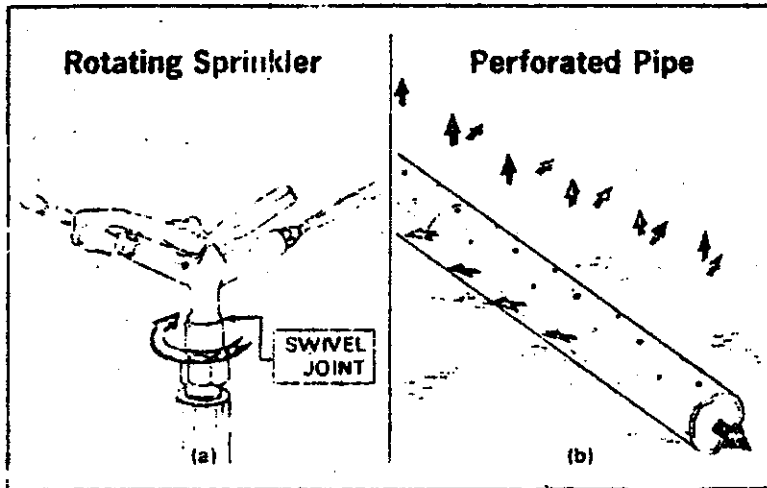 Rotating Sprinkler
Perforated Pipe
SWIVEL
JOINT
(a)
(b)